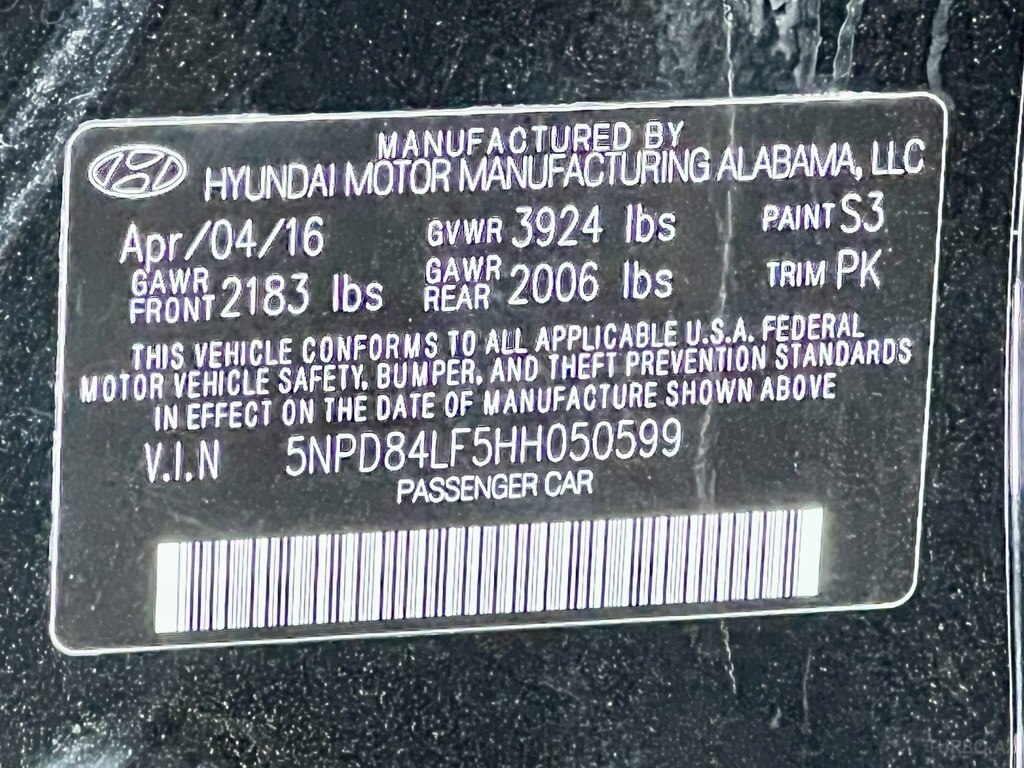 MANUFACTURED BY
HYUNDAI MOTOR MANUFACTURING ALABAMA, LLC
Apr/04/16 GVWR 3924 lbs PAINT S3
GAWR FRONT 2183 lbs GAWR REAR 2006 lbs TRIM PK
THIS VEHICLE CONFORMS TO ALL APPLICABLE U.S.A. FEDERAL
MOTOR VEHICLE SAFETY, BUMPER, AND THEFT PREVENTION STANDARDS
IN EFFECT ON THE DATE OF MANUFACTURE SHOWN ABOVE
V.I.N 5NPD84LF5HH050599
PASSENGER CAR
TURBO.AZ